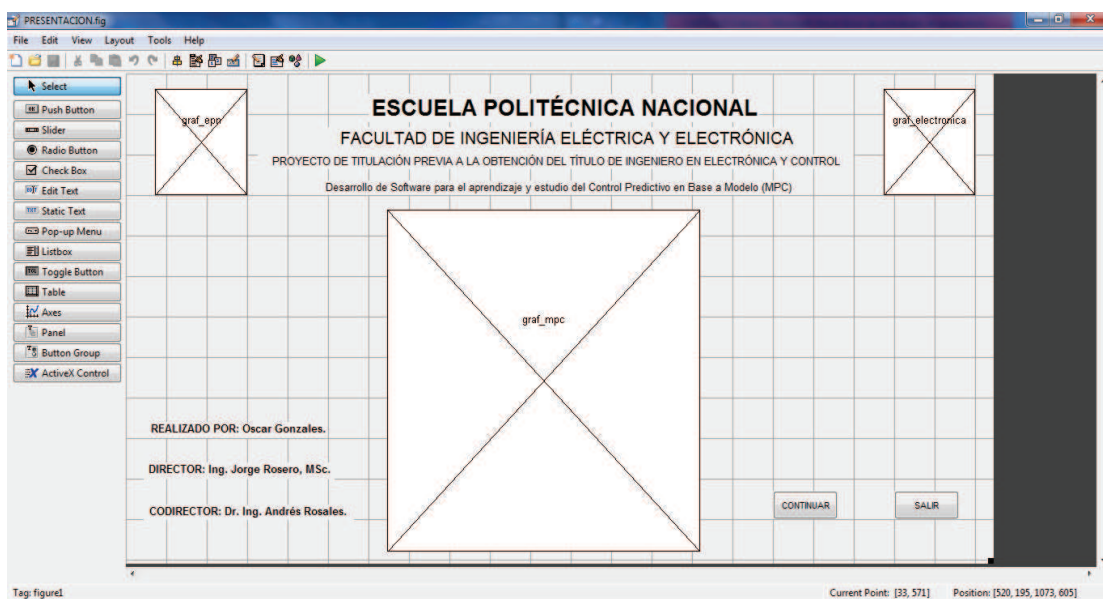 PRESENTACION.fig
File Edit View Layout Tools Help
Select
Push Button
Slider
Radio Button
Check Box
Edit Text
Static Text
Pop-up Menu
Listbox
Toggle Button
Table
Axes
Panel
Button Group
ActiveX Control
graf_epn
ESCUELA POLITÉCNICA NACIONAL
graf_electronica
FACULTAD DE INGENIERÍA ELÉCTRICA Y ELECTRÓNICA
PROYECTO DE TITULACIÓN PREVIA A LA OBTENCIÓN DEL TÍTULO DE INGENIERO EN ELECTRÓNICA Y CONTROL
Desarrollo de Software para el aprendizaje y estudio del Control Predictivo en Base a Modelo (MPC)
graf_mpc
REALIZADO POR: Oscar Gonzales.
DIRECTOR: Ing. Jorge Rosero, MSc.
CODIRECTOR: Dr. Ing. Andrés Rosales.
CONTINUAR
SALIR
Tag: figure1
Current Point: [33, 571]
Position: [520, 195, 1073, 605]